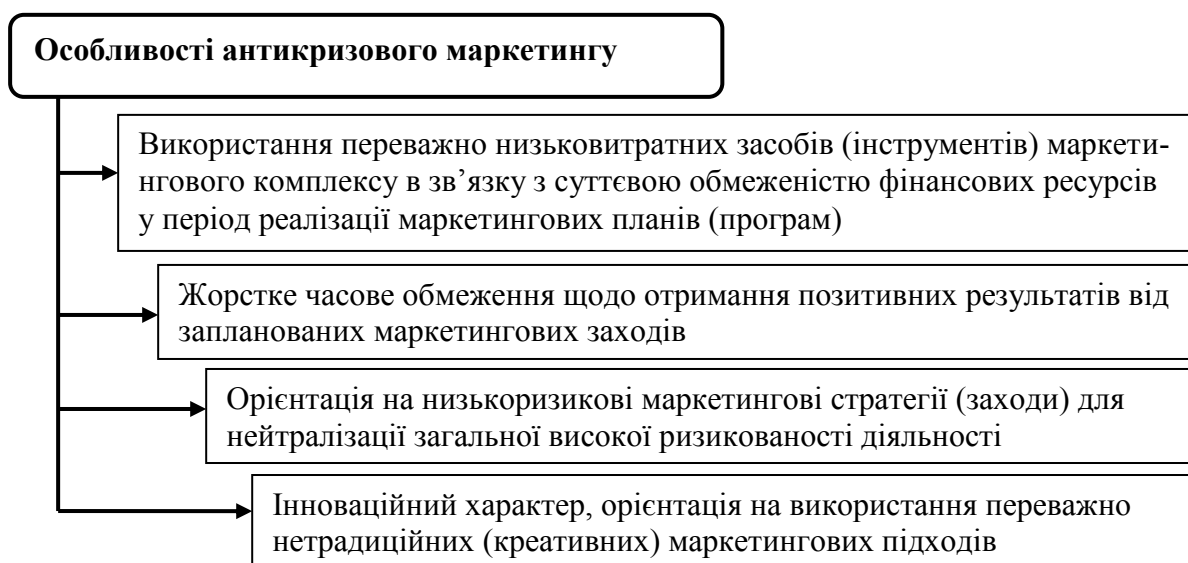 Особливості антикризового маркетингу
Використання переважно низьковитратних засобів (інструментів) маркети-
нгового комплексу в зв’язку з суттєвою обмеженістю фінансових ресурсів
у період реалізації маркетингових планів (програм)
Жорстке часове обмеження щодо отримання позитивних результатів від
запланованих маркетингових заходів
Орієнтація на низькоризикові маркетингові стратегії (заходи) для
нейтралізації загальної високої ризикованості діяльності
Інноваційний характер, орієнтація на використання переважно
нетрадиційних (креативних) маркетингових підходів